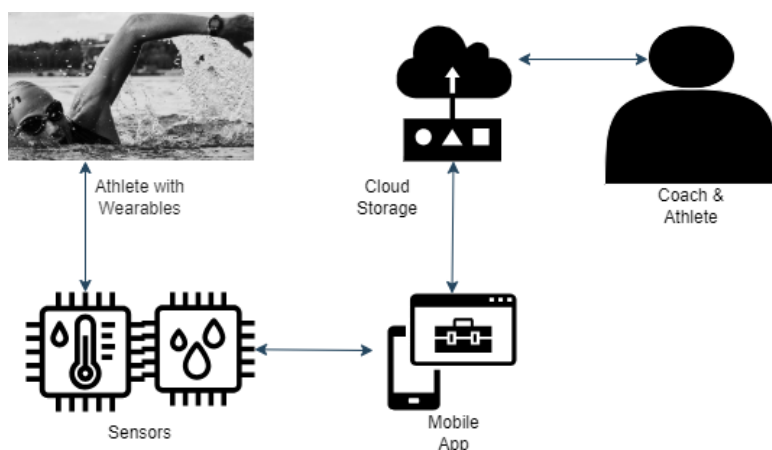 Athlete with
Wearables
Cloud
Storage
Coach &
Athlete
Sensors
Mobile
App